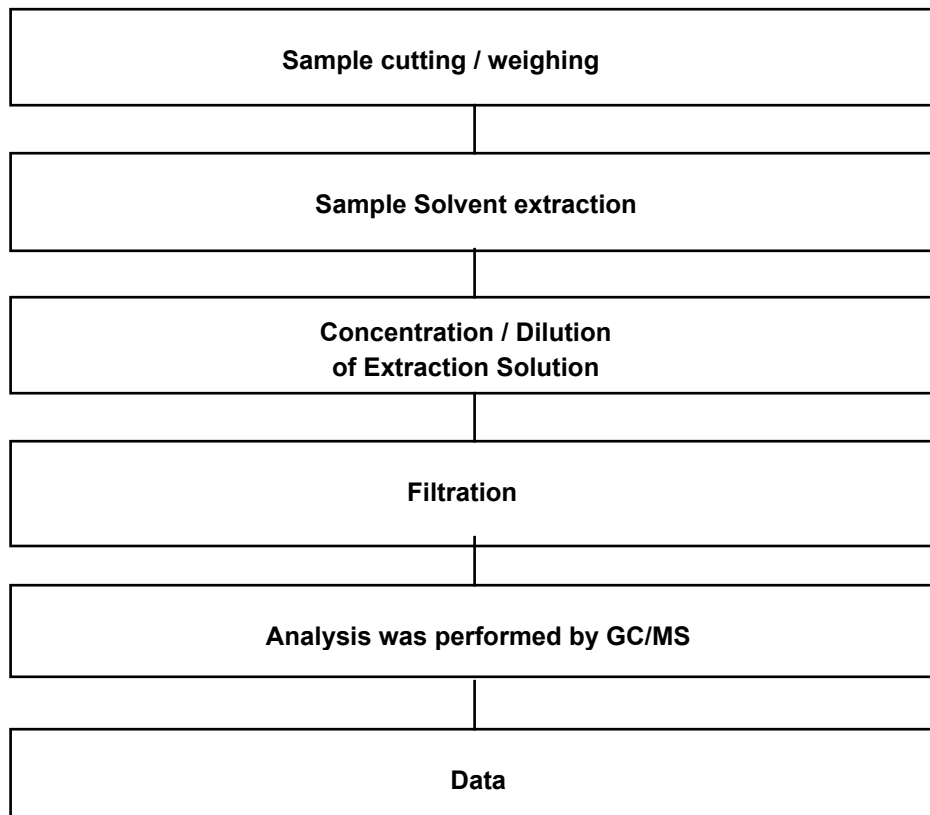 Sample cutting / weighing
Sample Solvent extraction
Concentration / Dilution
of Extraction Solution
Filtration
Analysis was performed by GC/MS
Data